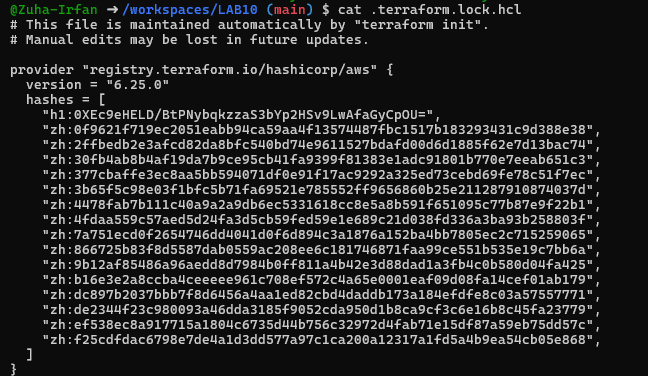 @Zuha-Irfan ➜ /workspaces/LAB10 (main) $ cat .terraform.lock.hcl
# This file is maintained automatically by "terraform init".
# Manual edits may be lost in future updates.

provider "registry.terraform.io/hashicorp/aws" {
  version = "6.25.0"
  hashes = [
    "h1:0XEc9eHELD/BtPNybqkzzaS3bYp2HSv9LwAfaGyCpOU=",
    "zh:0f9621f719ec2051eabb94ca59aa4f13574487fbc1517b183293431c9d388e38",
    "zh:2ffbedb2e3afcd82da8bfc540bd74e9611527bdafd00d6d1885f62e7d13bac74",
    "zh:30fb4ab8b4af19da7b9ce95cb41fa9399f81383e1adc91801b770e7eeab651c3",
    "zh:377cbaffe3ec8aa5bb594071df0e91f17ac9292a325ed73cebd69fe78c51f7ec",
    "zh:3b65f5c98e03f1bfc5b71fa69521e785552ff9656860b25e211287910874037d",
    "zh:4478fab7b111c40a9a2a9db6ec5331618cc8e5a8b591f651095c77b87e9f22b1",
    "zh:4fdaa559c57aed5d24fa3d5cb59fed59e1e689c21d038fd336a3ba93b258803f",
    "zh:7a751ecd0f2654746dd4041d0f6d894c3a1876a152ba4bb7805ec2c715259065",
    "zh:866725b83f8d5587dab0559ac208ee6c181746871faa99ce551b535e19c7bb6a",
    "zh:9b12af85486a96aedd8d7984b0ff811a4b42e3d88dad1a3fb4c0b580d04fa425",
    "zh:b16e3e2a8ccba4ceeeee961c708ef572c4a65e0001eaf09d08fa14cef01ab179",
    "zh:dc897b2037bbb7f8d6456a4aa1ed82cbd4daddb173a184efdfe8c03a57557771",
    "zh:de2344f23c980093a46dda3185f9052cda950d1b8ca9cf3c6e16b8c45fa23779",
    "zh:ef538ec8a917715a1804c6735d44b756c32972d4fab71e15df87a59eb75dd57c",
    "zh:f25cdfdac6798e7de4a1d3dd577a97c1ca200a12317a1fd5a4b9ea54cb05e868",
  ]
}